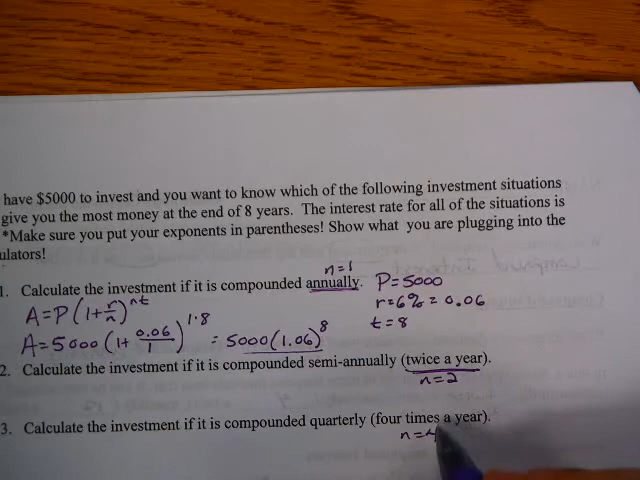 have $5000 to invest and you want to know which of the following investment situations
give you the most money at the end of 8 years. The interest rate for all of the situations is
*Make sure you put your exponents in parentheses! Show what you are plugging into the
ulators!
n=1
1. Calculate the investment if it is compounded annually. P=5000
A=P(1+r/n)^nt r=6%=0.06
t=8
A=5000(1+0.06/1)^1·8 = 5000(1.06)^8
2. Calculate the investment if it is compounded semi-annually (twice a year).
n=2
3. Calculate the investment if it is compounded quarterly (four times a year).
n=4